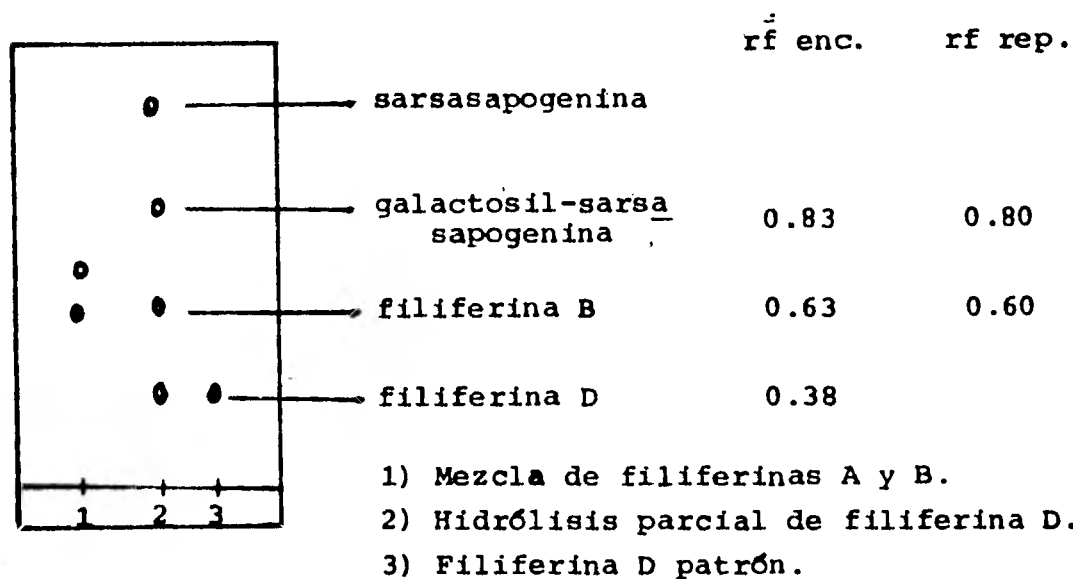 rf enc. rf rep.
sarsasapogenina
galactosil-sarsa
sapogenina
0.83 0.80
filiferina B 0.63 0.60
filiferina D 0.38
1 2 3
1) Mezcla de filiferinas A y B.
2) Hidrólisis parcial de filiferina D.
3) Filiferina D patrón.